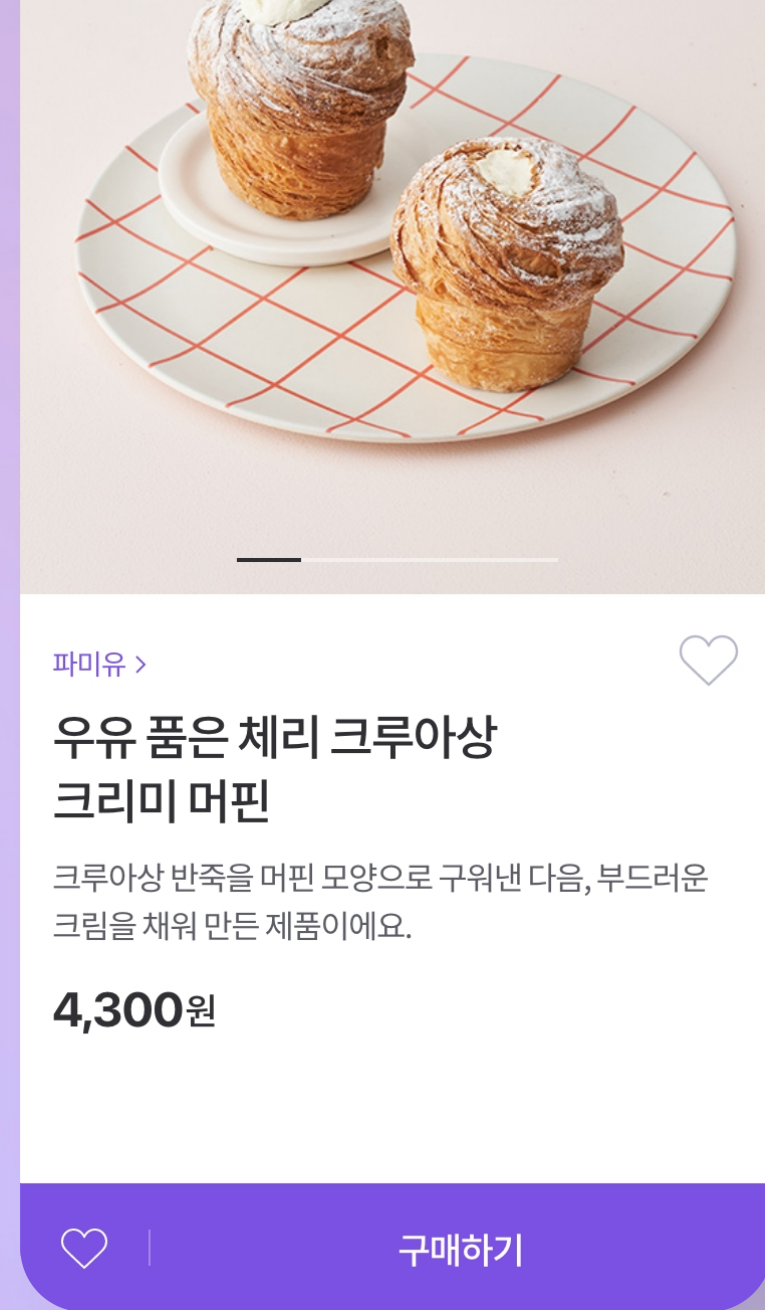 파미유 >
우유 품은 체리 크루아상
크리미 머핀
크루아상 반죽을 머핀 모양으로 구워낸 다음, 부드러운
크림을 채워 만든 제품이에요.
4,300원
구매하기